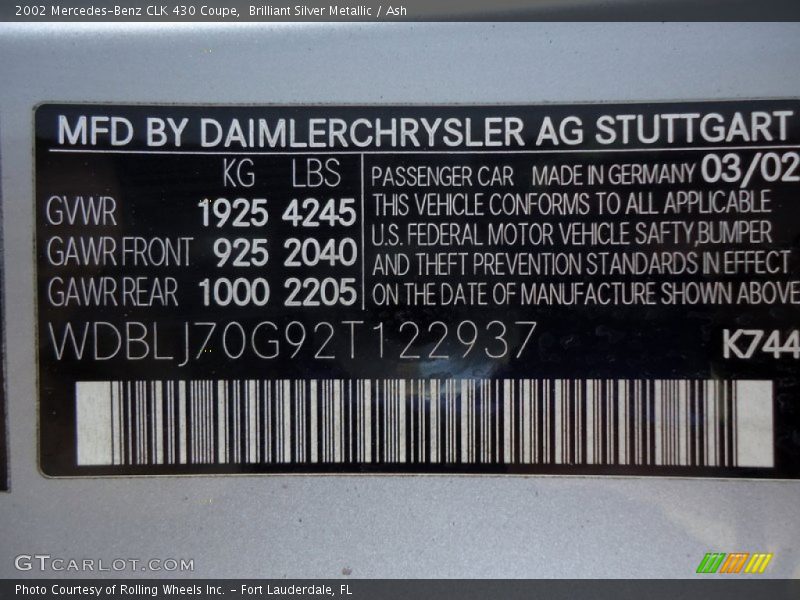 2002 Mercedes-Benz CLK 430 Coupe, Brilliant Silver Metallic / Ash
MFD BY DAIMLERCHRYSLER AG STUTTGART
KG LBS
GVWR 1925 4245
GAWR FRONT 925 2040
GAWR REAR 1000 2205
PASSENGER CAR MADE IN GERMANY 03/02
THIS VEHICLE CONFORMS TO ALL APPLICABLE
U.S. FEDERAL MOTOR VEHICLE SAFTY,BUMPER
AND THEFT PREVENTION STANDARDS IN EFFECT
ON THE DATE OF MANUFACTURE SHOWN ABOVE
WDBLJ70G92T122937 K744
GTCARLOT.COM
Photo Courtesy of Rolling Wheels Inc. - Fort Lauderdale, FL